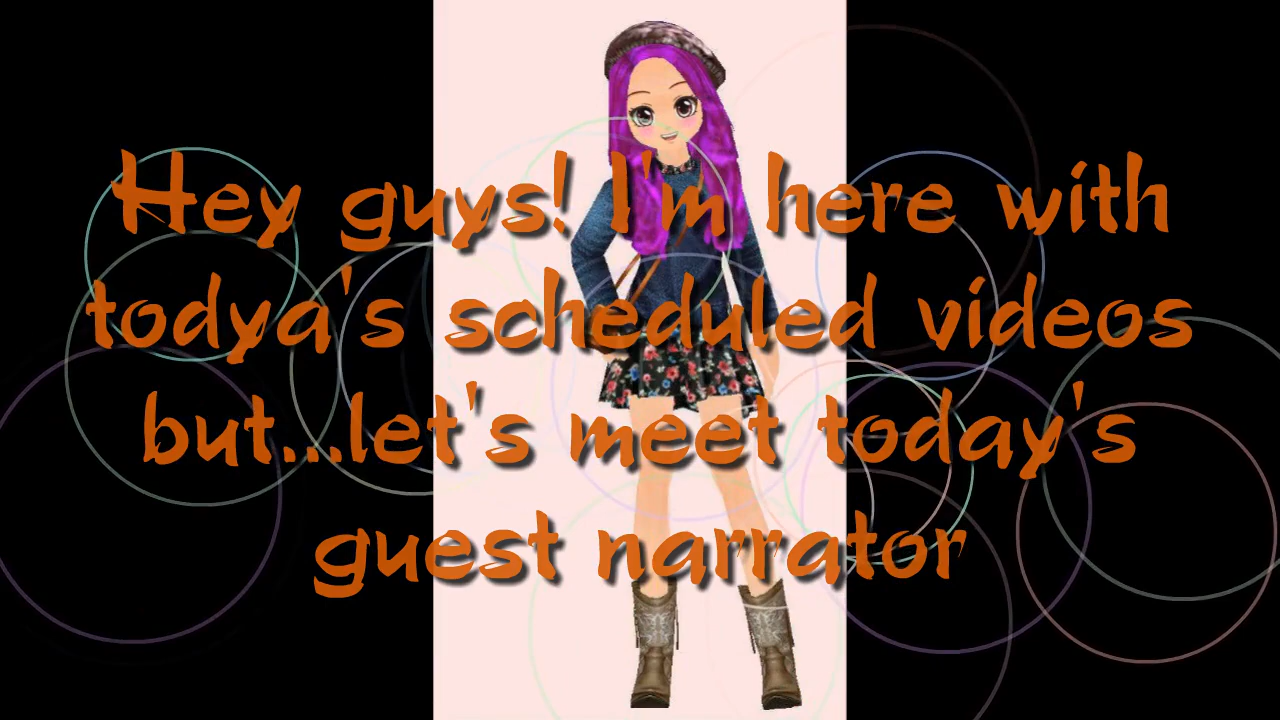 Hey guys! I'm here with
todya's scheduled videos
but...let's meet today's
guest narrator